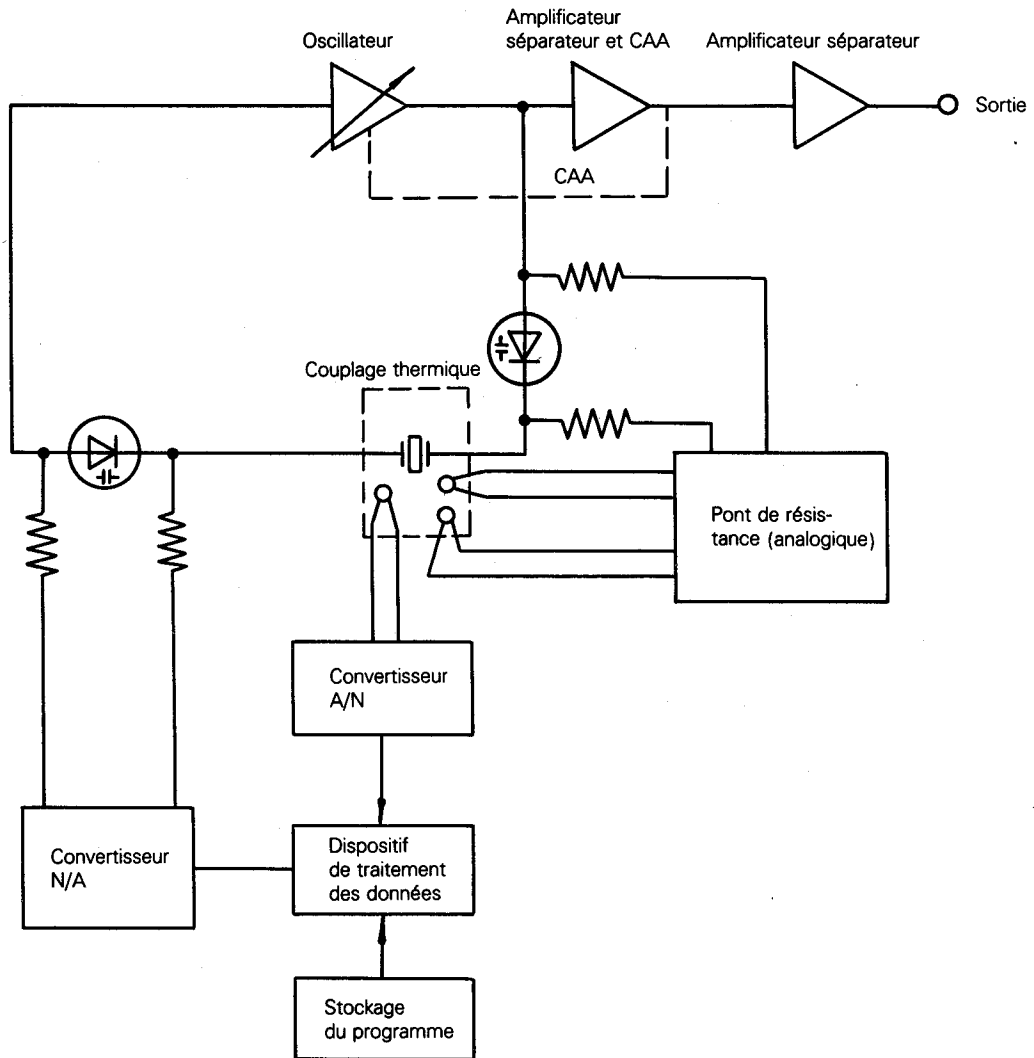 Oscillateur
Amplificateur
séparateur et CAA
Amplificateur séparateur
Sortie
CAA
Couplage thermique
Pont de résis-
tance (analogique)
Convertisseur
A/N
Convertisseur
N/A
Dispositif
de traitement
des données
Stockage
du programme